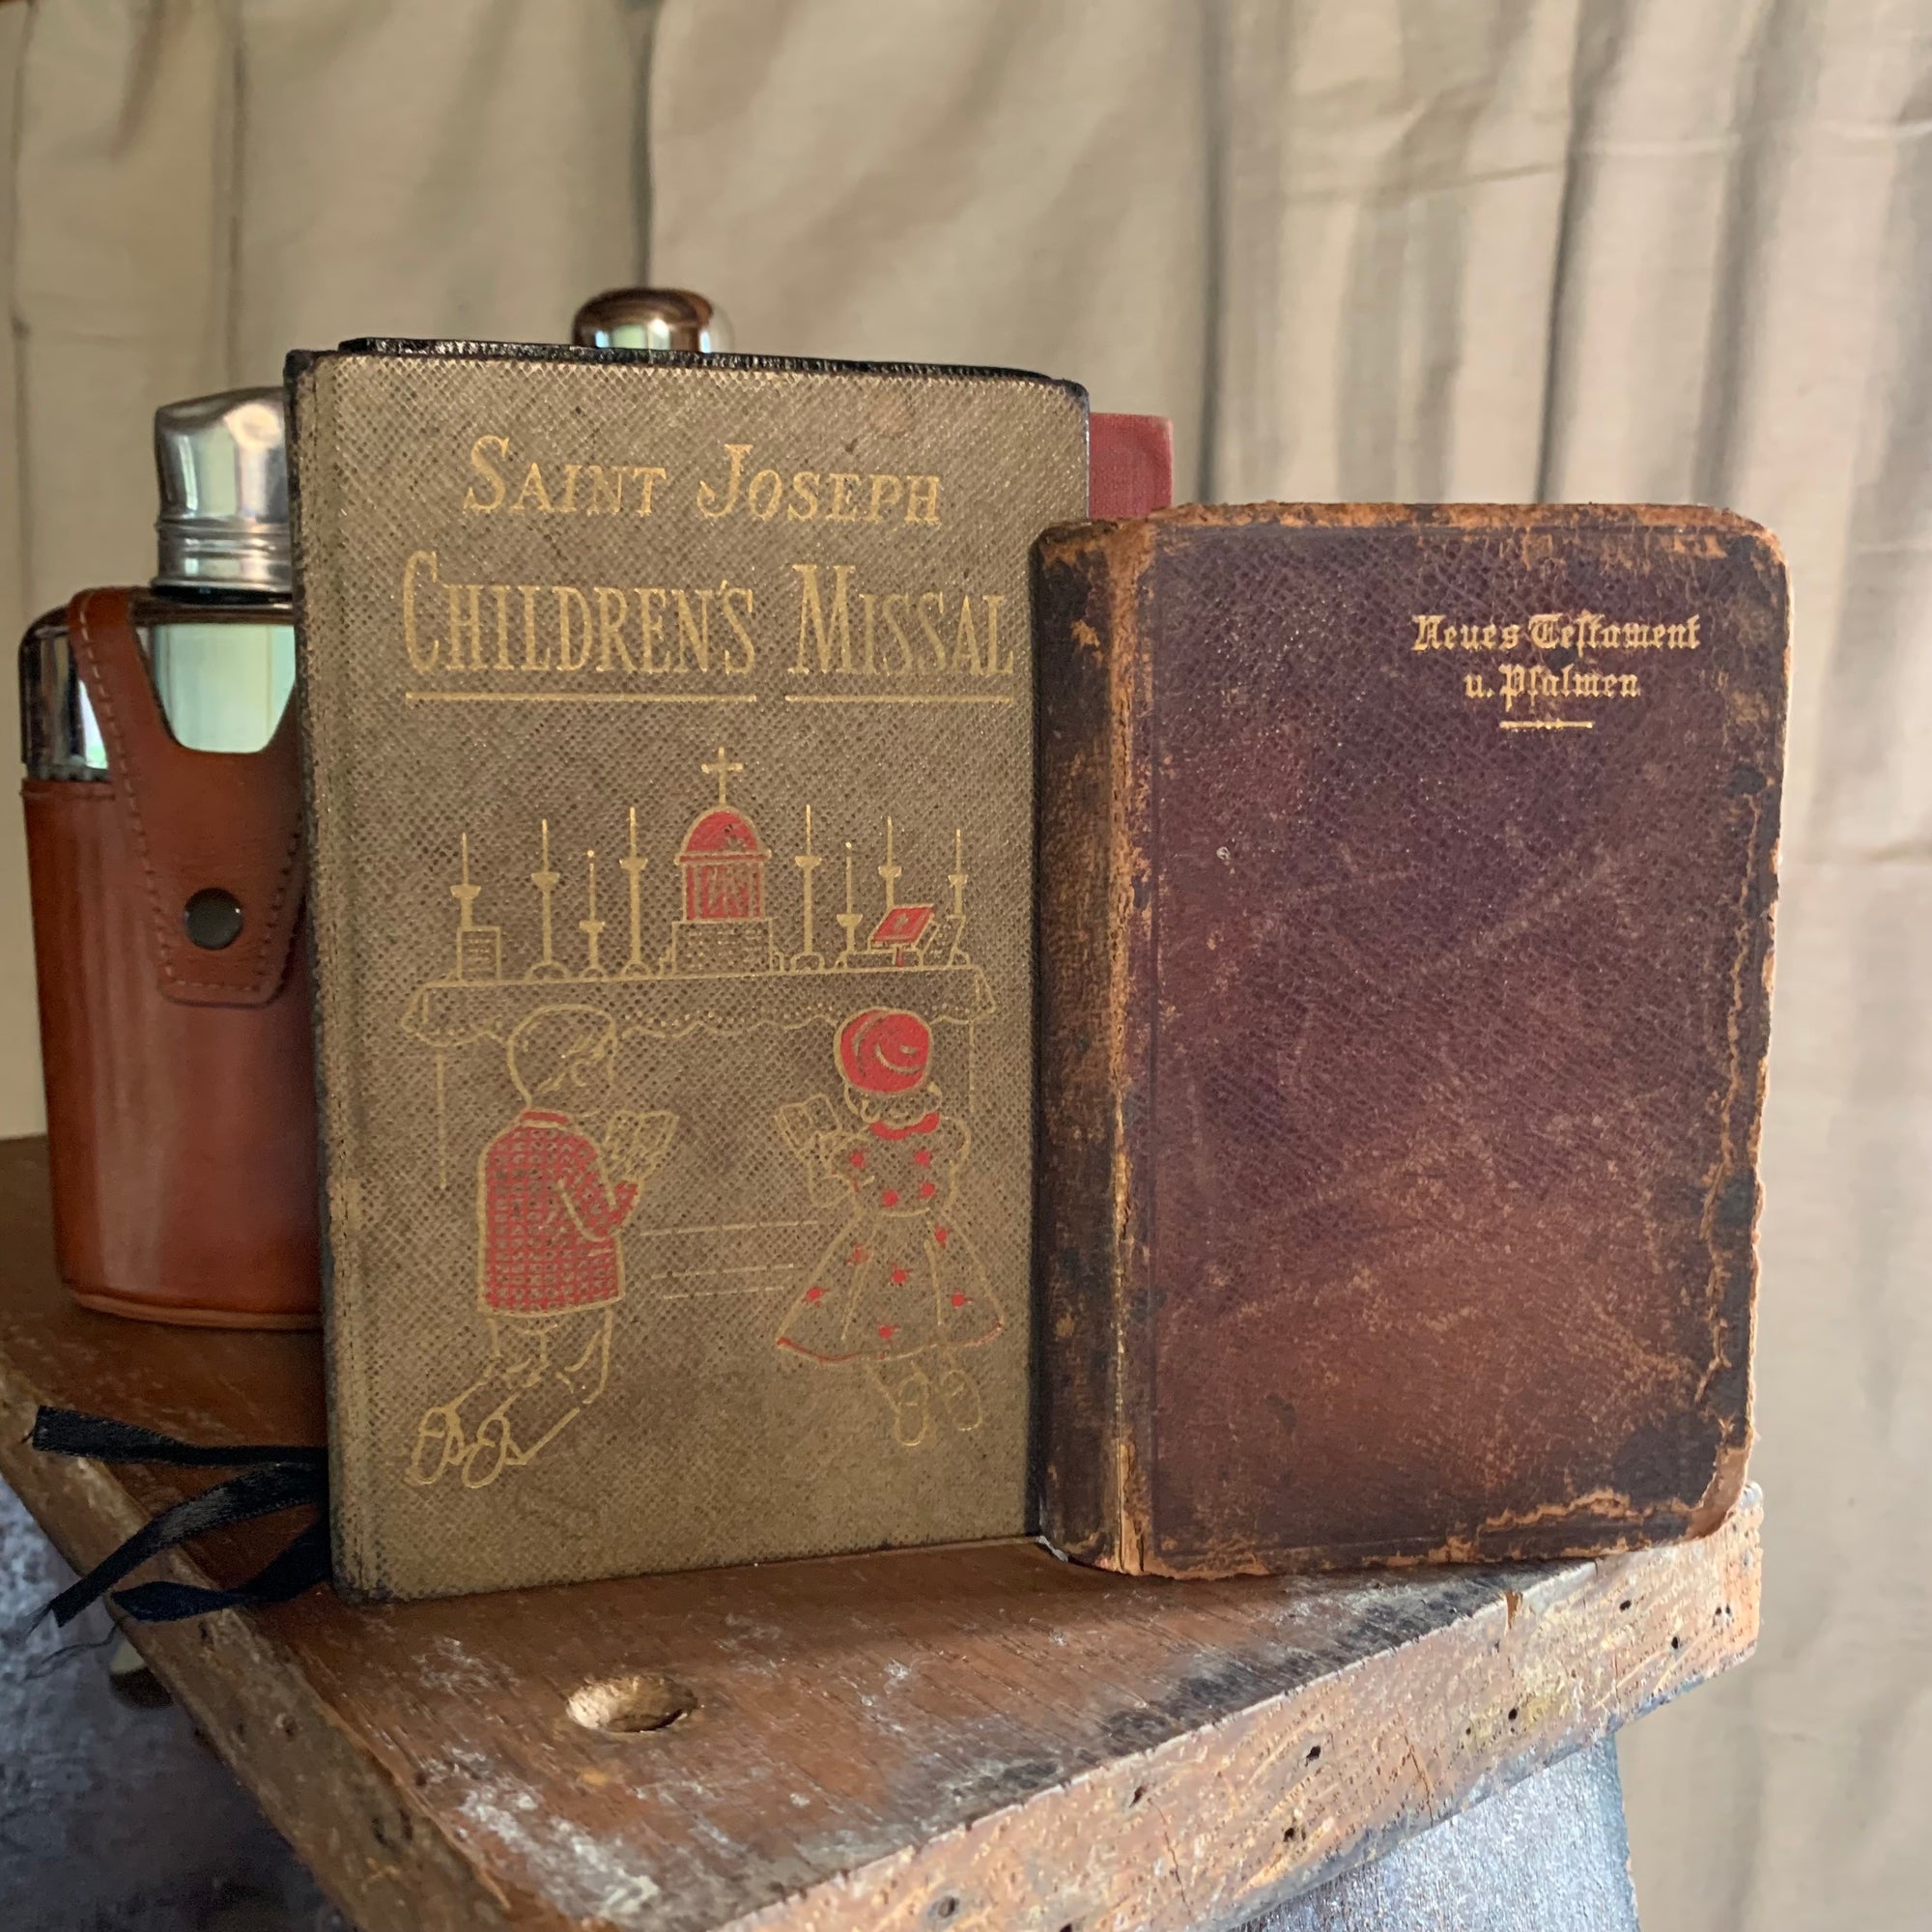 SAINT JOSEPH
CHILDREN'S MISSAL
Neues Testament
u. Psalmen